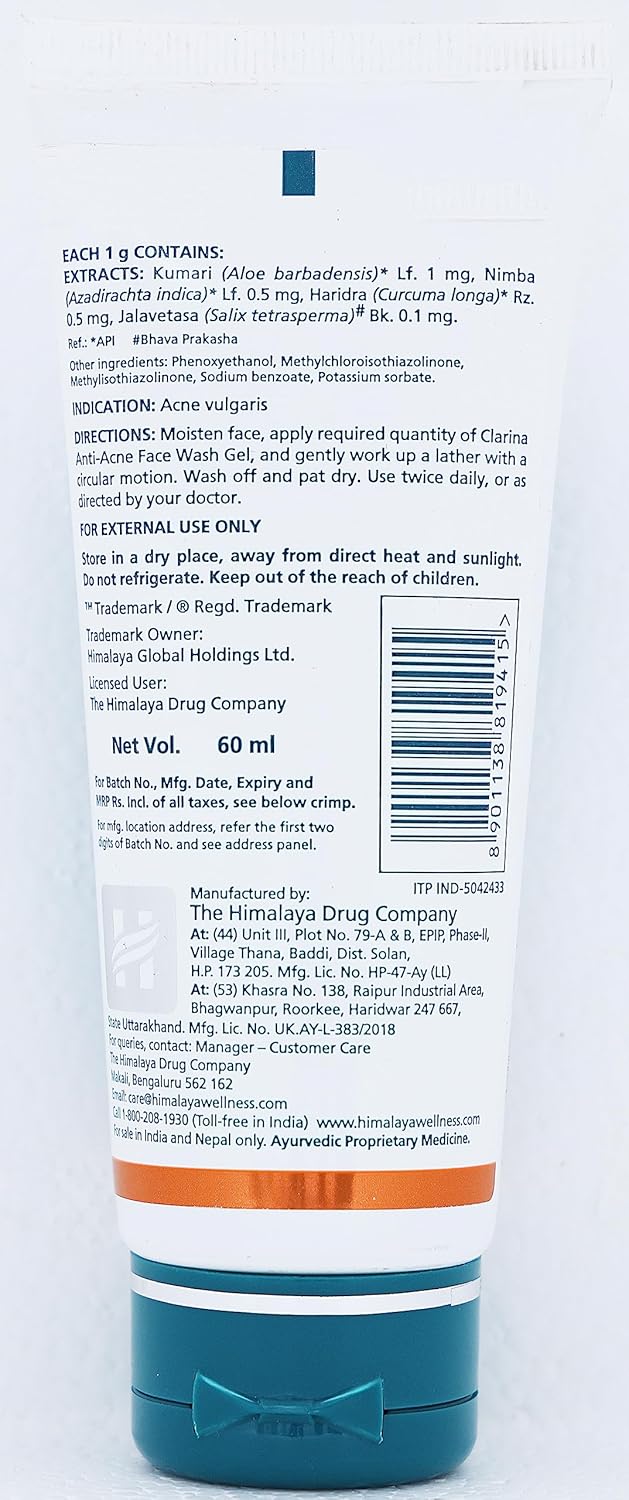 EACH 1 g CONTAINS:
EXTRACTS: Kumari (Aloe barbadensis)* Lf. 1 mg, Nimba
(Azadirachta indica)* Lf. 0.5 mg, Haridra (Curcuma longa)* Rz.
0.5 mg, Jalavetasa (Salix tetrasperma)# Bk. 0.1 mg.
Ref.: *API #Bhava Prakasha
Other ingredients: Phenoxyethanol, Methylchloroisothiazolinone,
Methylisothiazolinone, Sodium benzoate, Potassium sorbate.
INDICATION: Acne vulgaris
DIRECTIONS: Moisten face, apply required quantity of Clarina
Anti-Acne Face Wash Gel, and gently work up a lather with a
circular motion. Wash off and pat dry. Use twice daily, or as
directed by your doctor.
FOR EXTERNAL USE ONLY
Store in a dry place, away from direct heat and sunlight.
Do not refrigerate. Keep out of the reach of children.
™ Trademark / ® Regd. Trademark
Trademark Owner:
Himalaya Global Holdings Ltd.
Licensed User:
The Himalaya Drug Company
Net Vol. 60 ml
For Batch No., Mfg. Date, Expiry and
MRP Rs. Incl. of all taxes, see below crimp.
For mfg. location address, refer the first two
digits of Batch No. and see address panel.
8 901138 819415 >
ITP IND-5042433
Manufactured by:
The Himalaya Drug Company
At: (44) Unit III, Plot No. 79-A & B, EPIP, Phase-II,
Village Thana, Baddi, Dist. Solan,
H.P. 173 205. Mfg. Lic. No. HP-47-Ay (LL)
At: (53) Khasra No. 138, Raipur Industrial Area,
Bhagwanpur, Roorkee, Haridwar 247 667,
State Uttarakhand. Mfg. Lic. No. UK.AY-L-383/2018
For queries, contact: Manager – Customer Care
The Himalaya Drug Company
Makali, Bengaluru 562 162
Email: care@himalayawellness.com
Call 1-800-208-1930 (Toll-free in India) www.himalayawellness.com
For sale in India and Nepal only. Ayurvedic Proprietary Medicine.